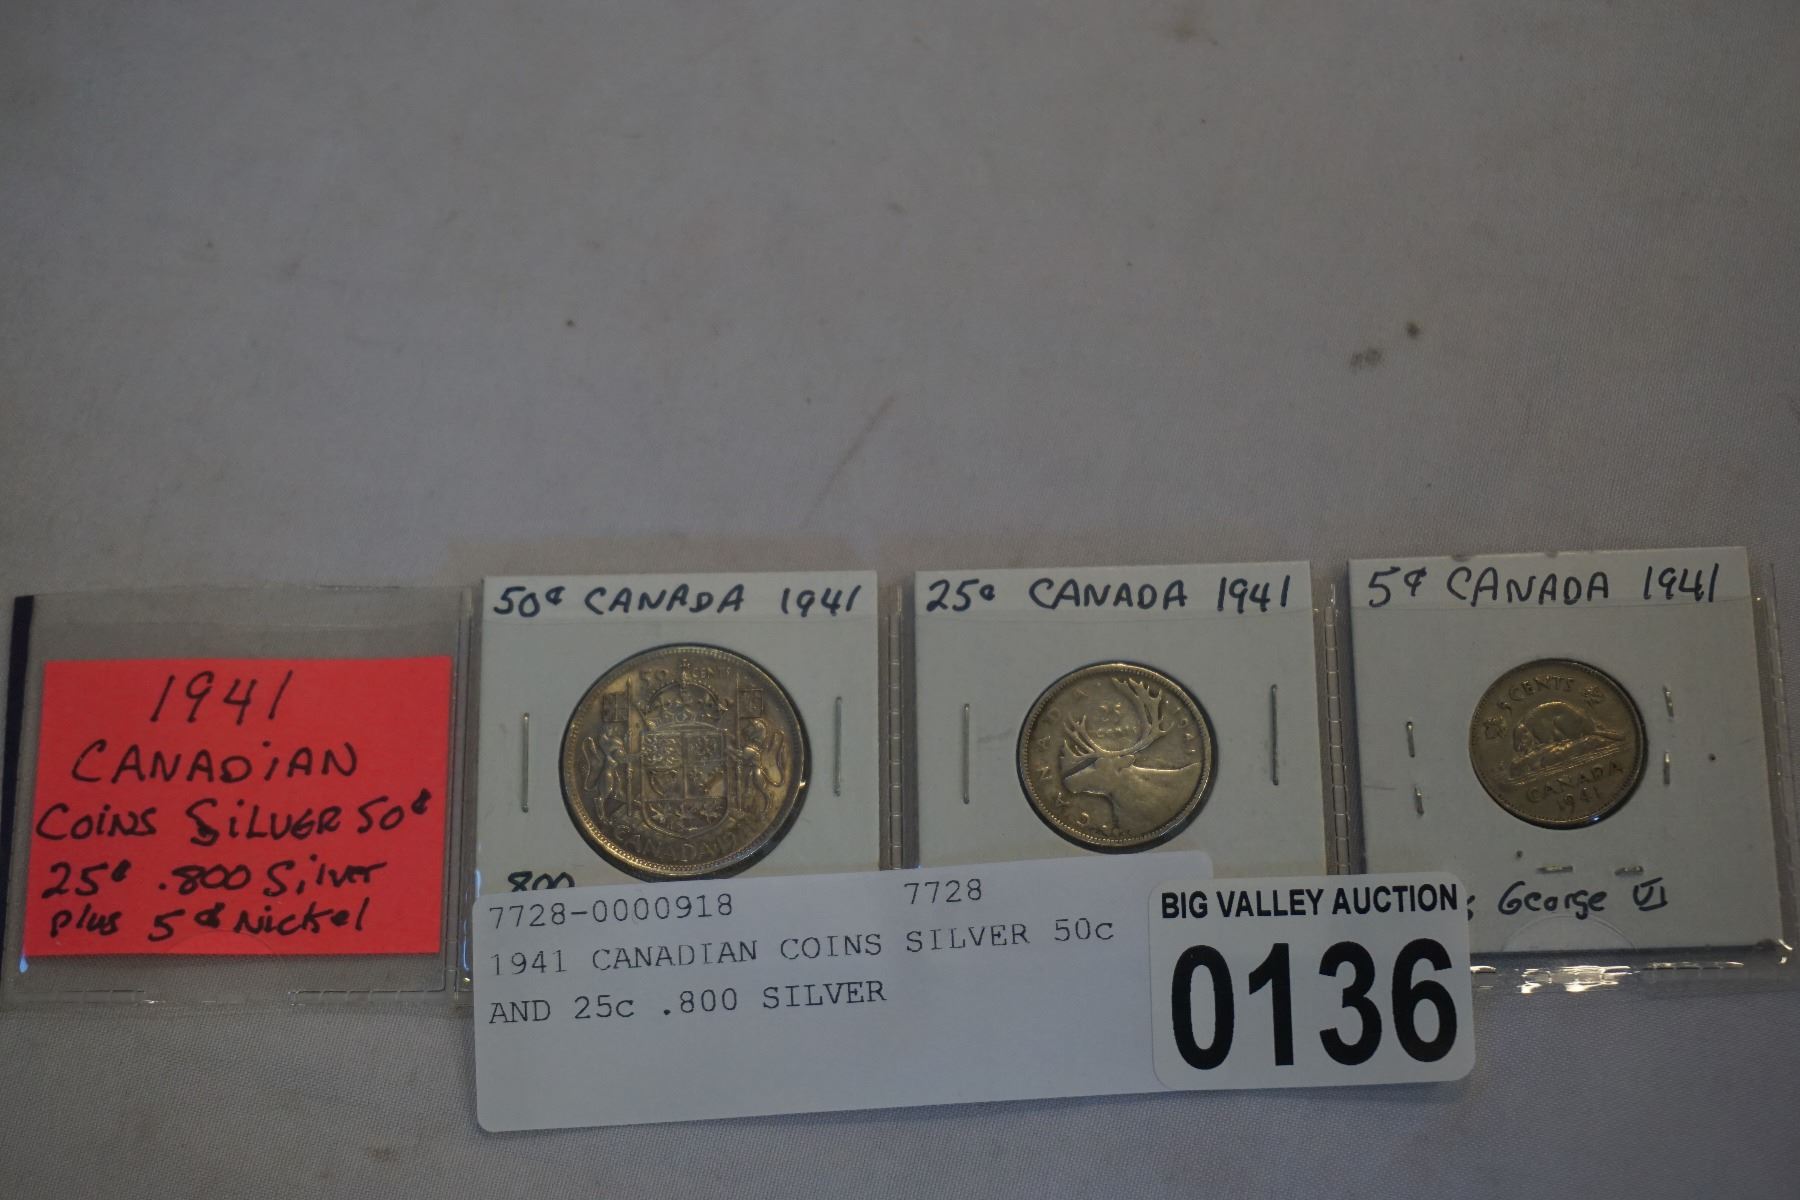 1941
CANADIAN
COINS SILVER 50¢
25¢ .800 Silver
plus 5¢ Nickel
50¢ CANADA 1941
50 CENTS
CANADA 1941
800
25¢ CANADA 1941
CANADA 1941
25
CENTS
5¢ CANADA 1941
5 CENTS
CANADA
1941
George VI
7728-0000918 7728
1941 CANADIAN COINS SILVER 50c
AND 25c .800 SILVER
BIG VALLEY AUCTION
0136